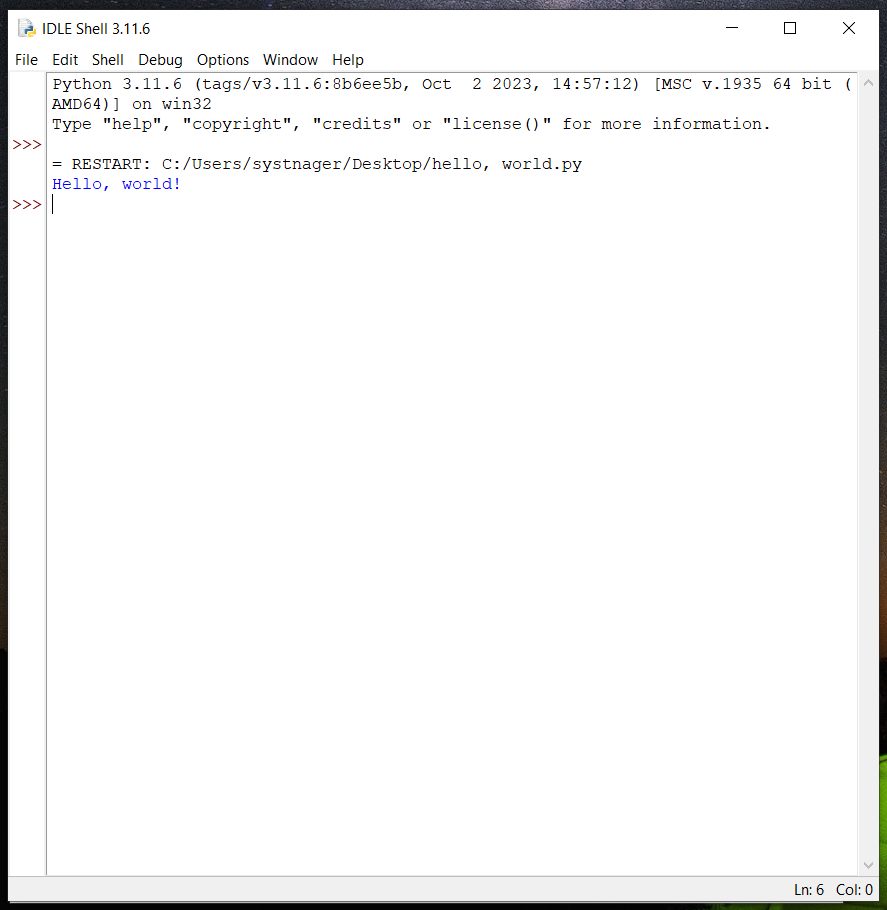 IDLE Shell 3.11.6
File Edit Shell Debug Options Window Help
Python 3.11.6 (tags/v3.11.6:8b6ee5b, Oct  2 2023, 14:57:12) [MSC v.1935 64 bit (
AMD64)] on win32
Type "help", "copyright", "credits" or "license()" for more information.
>>>
= RESTART: C:/Users/systnager/Desktop/hello, world.py
Hello, world!
>>>
Ln: 6 Col: 0